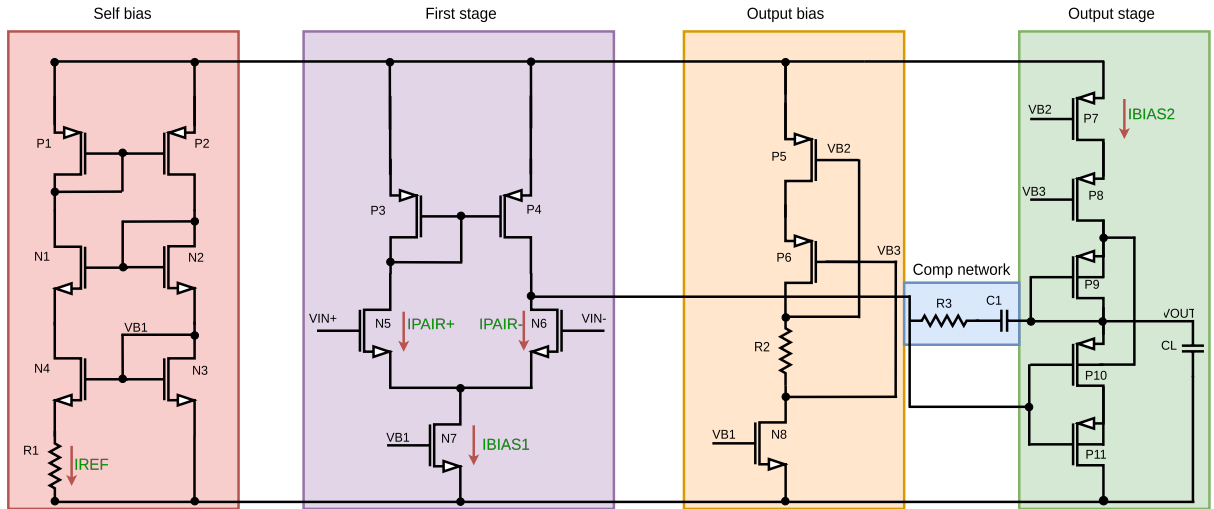 Self bias
First stage
Output bias
Output stage
P1
P2
N1
N2
VB1
N4
N3
R1
IREF
P3
P4
VIN+
N5
IPAIR+
IPAIR-
N6
VIN-
VB1
N7
IBIAS1
P5
VB2
P6
VB3
R2
VB1
N8
Comp network
R3
C1
VB2
P7
IBIAS2
VB3
P8
P9
VOUT
CL
P10
P11